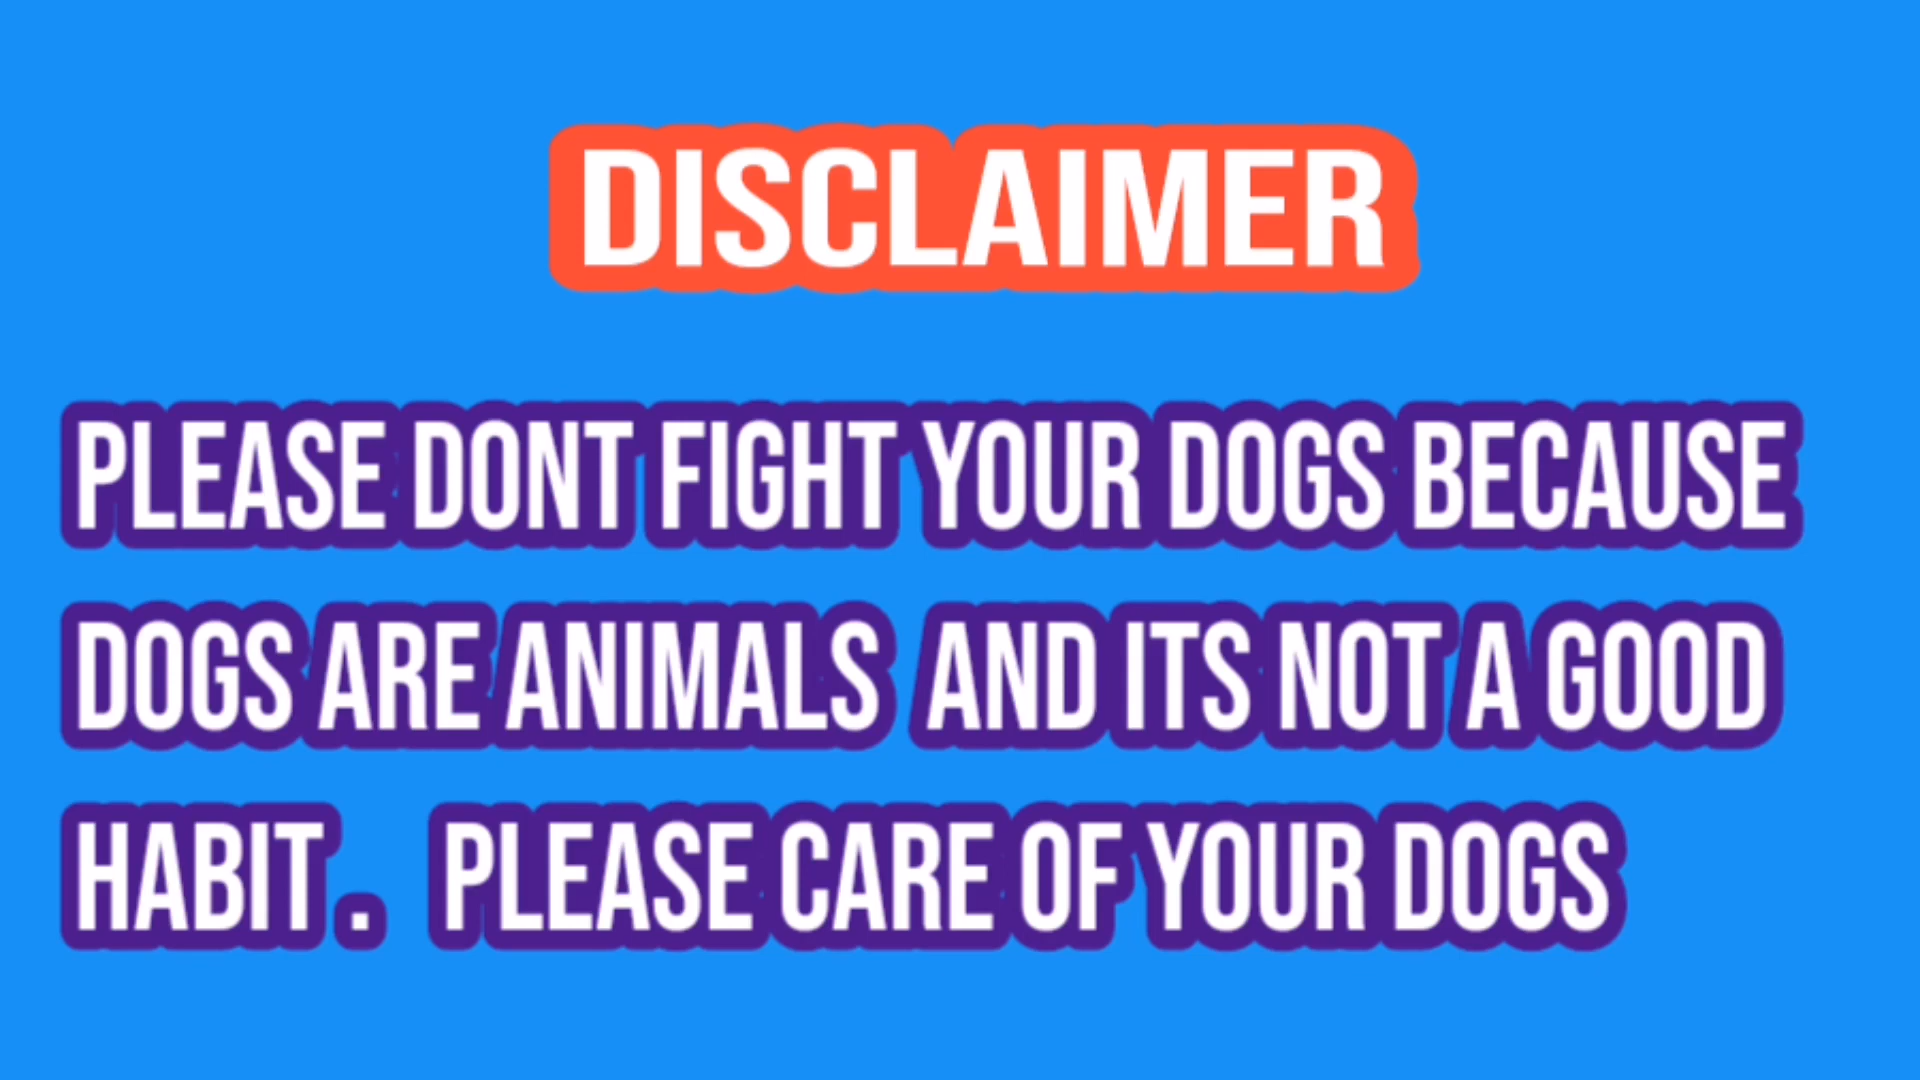 DISCLAIMER
PLEASE DONT FIGHT YOUR DOGS BECAUSE
DOGS ARE ANIMALS AND ITS NOT A GOOD
HABIT . PLEASE CARE OF YOUR DOGS